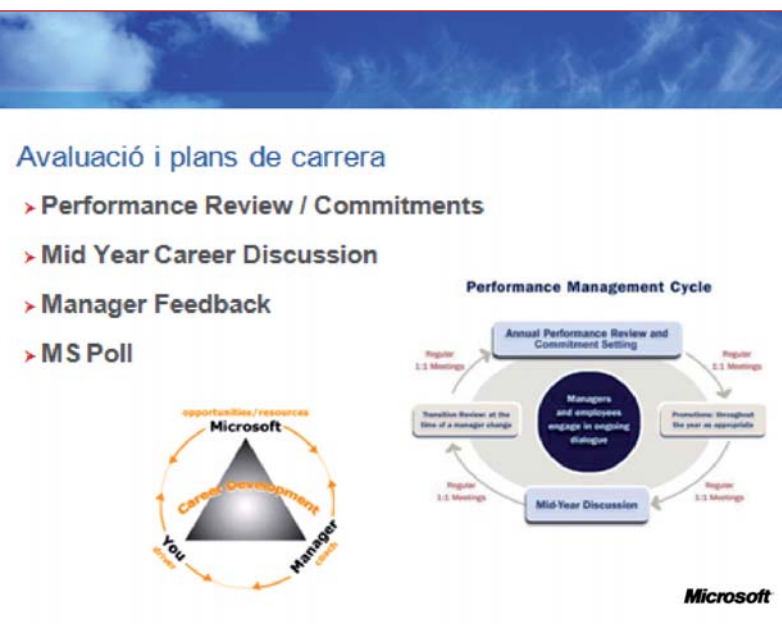 Avaluació i plans de carrera
Performance Review / Commitments
Mid Year Career Discussion
Manager Feedback
MS Poll
Performance Management Cycle
Annual Performance Review and
Commitment Setting
Regular
1:1 Meetings
Regular
1:1 Meetings
Transition Review: at the
time of a manager change
Managers
and employees
engage in ongoing
dialogue
Promotions: throughout
the year as appropriate
Regular
1:1 Meetings
Regular
1:1 Meetings
Mid-Year Discussion
opportunities/resources
Microsoft
Career Development
You
driver
Manager
coach
Microsoft